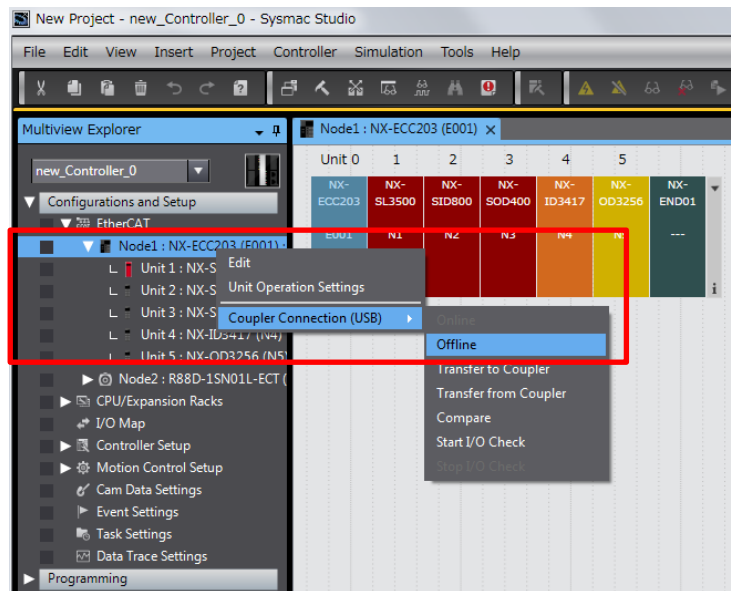 New Project - new_Controller_0 - Sysmac Studio
File Edit View Insert Project Controller Simulation Tools Help
Multiview Explorer
new_Controller_0
Configurations and Setup
EtherCAT
Node1 : NX-ECC203 (E001) :
Unit 1 : NX-S
Unit 2 : NX-S
Unit 3 : NX-S
Unit 4 : NX-ID3417 (N4)
Unit 5 : NX-OD3256 (N5)
Node2 : R88D-1SN01L-ECT (
CPU/Expansion Racks
I/O Map
Controller Setup
Motion Control Setup
Cam Data Settings
Event Settings
Task Settings
Data Trace Settings
Programming
Node1 : NX-ECC203 (E001)
Unit 0 1 2 3 4 5
NX-ECC203 NX-SL3500 NX-SID800 NX-SOD400 NX-ID3417 NX-OD3256 NX-END01
E001 N1 N2 N3 N4 N5 ---
Edit
Unit Operation Settings
Coupler Connection (USB)
Online
Offline
Transfer to Coupler
Transfer from Coupler
Compare
Start I/O Check
Stop I/O Check